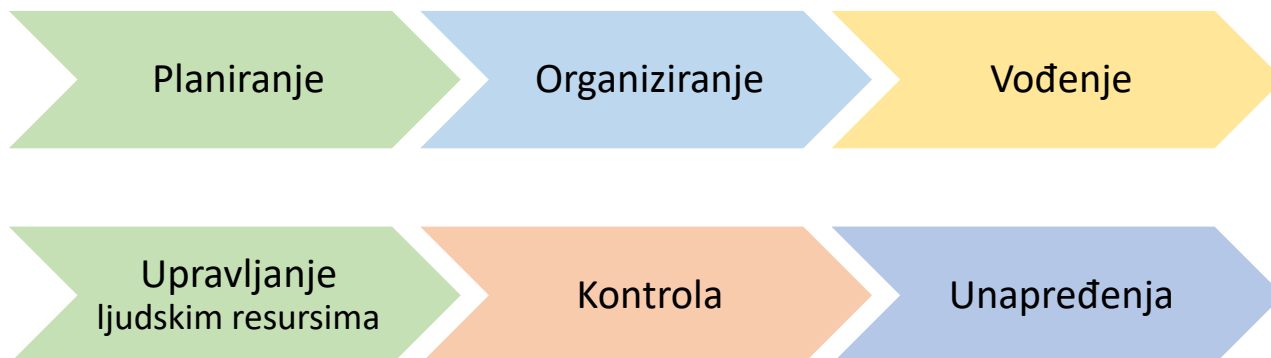 Planiranje
Organiziranje
Vođenje
Upravljanje
ljudskim resursima
Kontrola
Unapređenja